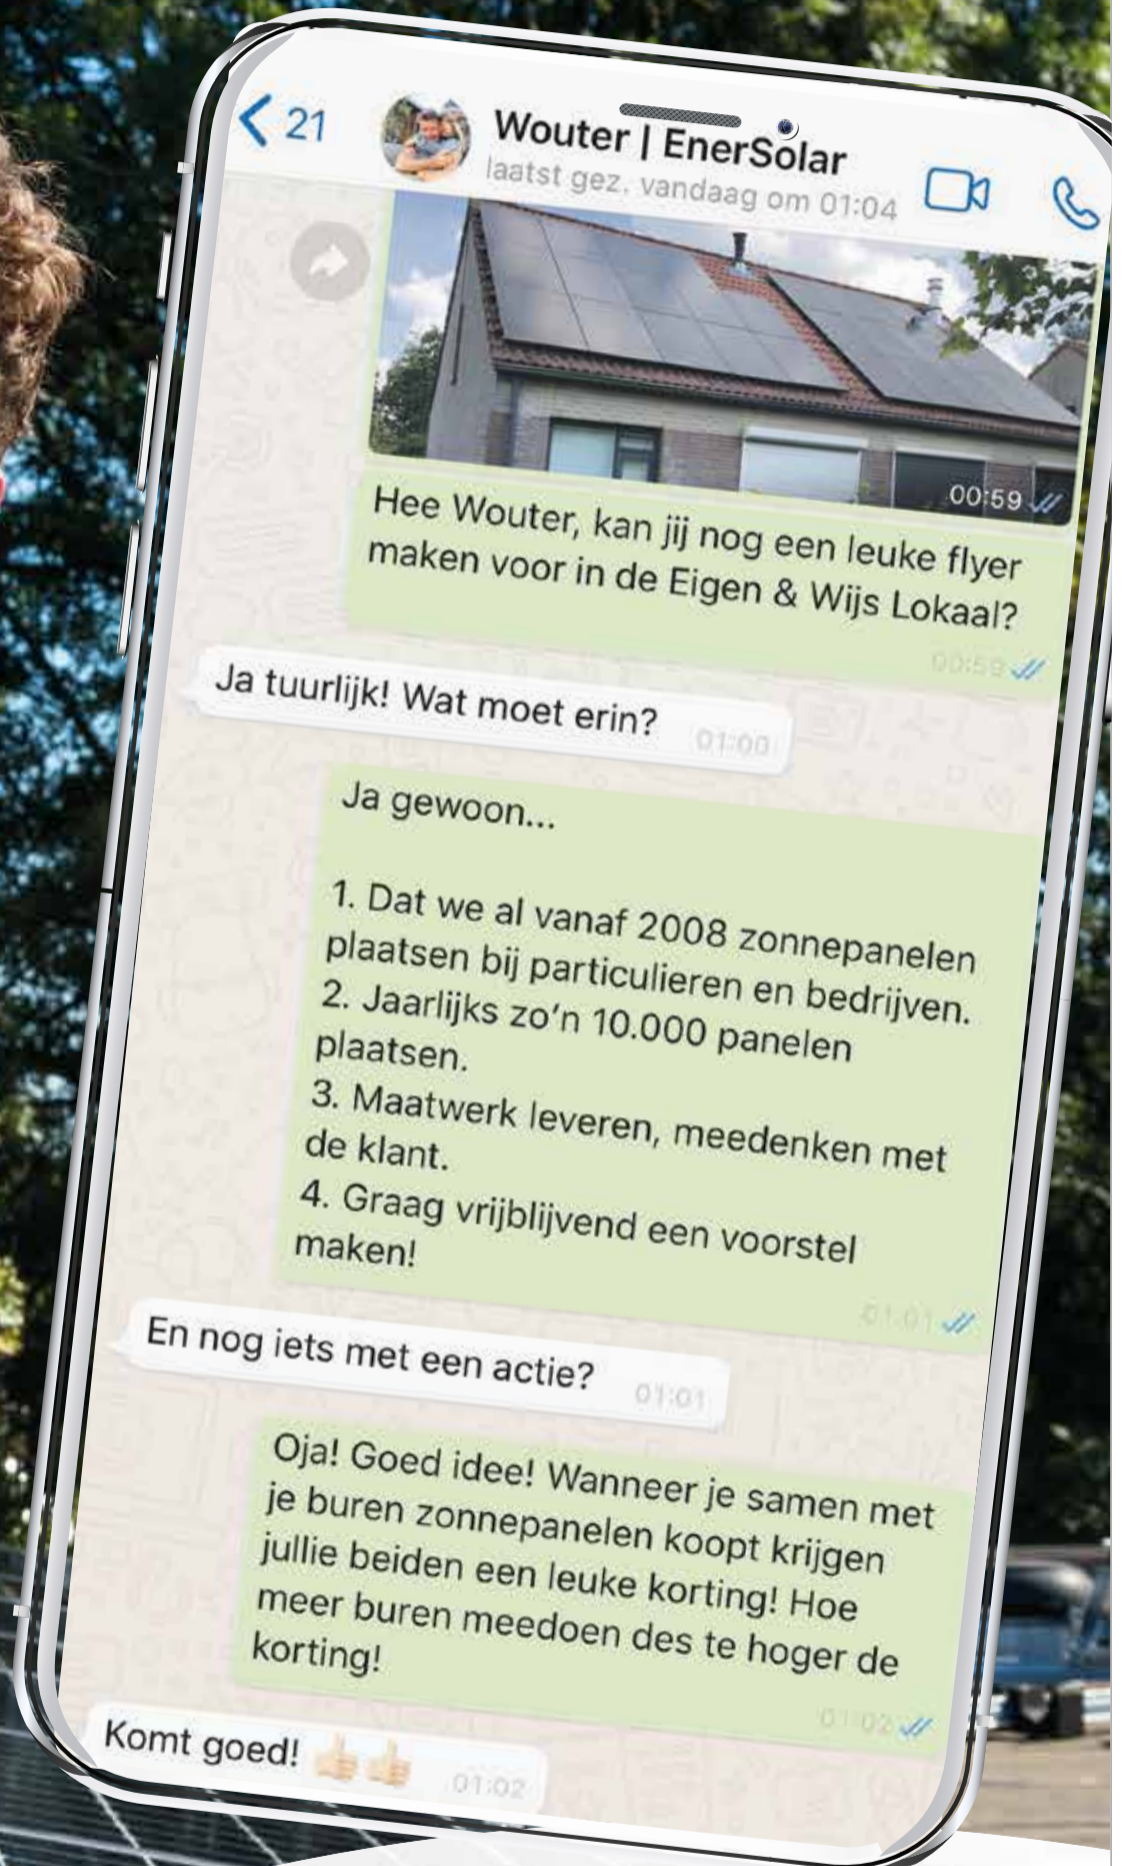 21
Wouter | EnerSolar
laatst gez. vandaag om 01:04
00:59
Hee Wouter, kan jij nog een leuke flyer
maken voor in de Eigen & Wijs Lokaal?
00:59
Ja tuurlijk! Wat moet erin?
01:00
Ja gewoon...
1. Dat we al vanaf 2008 zonnepanelen
plaatsen bij particulieren en bedrijven.
2. Jaarlijks zo'n 10.000 panelen
plaatsen.
3. Maatwerk leveren, meedenken met
de klant.
4. Graag vrijblijvend een voorstel
maken!
01:01
En nog iets met een actie?
01:01
Oja! Goed idee! Wanneer je samen met
je buren zonnepanelen koopt krijgen
jullie beiden een leuke korting! Hoe
meer buren meedoen des te hoger de
korting!
01:02
Komt goed! 👍🏻👍🏻
01:02